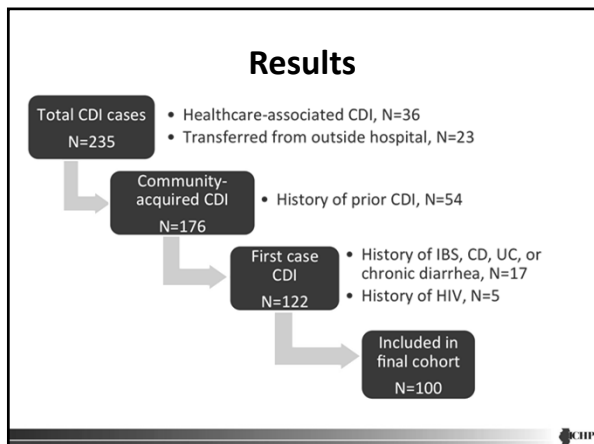 Results
Total CDI cases
N=235
• Healthcare-associated CDI, N=36
• Transferred from outside hospital, N=23
Community-
acquired CDI
N=176
• History of prior CDI, N=54
First case
CDI
N=122
• History of IBS, CD, UC, or
chronic diarrhea, N=17
• History of HIV, N=5
Included in
final cohort
N=100
ICHP